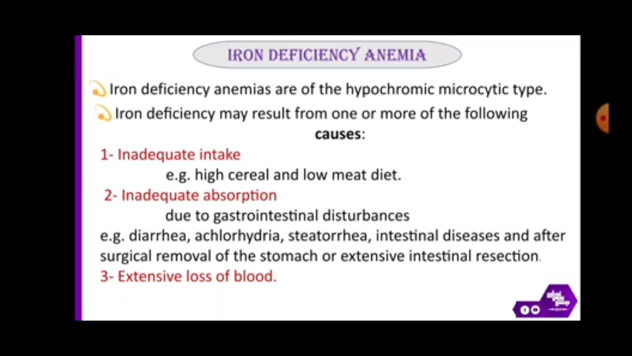 IRON DEFICIENCY ANEMIA
Iron deficiency anemias are of the hypochromic microcytic type.
Iron deficiency may result from one or more of the following
causes:
1- Inadequate intake
e.g. high cereal and low meat diet.
2- Inadequate absorption
due to gastrointestinal disturbances
e.g. diarrhea, achlorhydria, steatorrhea, intestinal diseases and after
surgical removal of the stomach or extensive intestinal resection.
3- Extensive loss of blood.